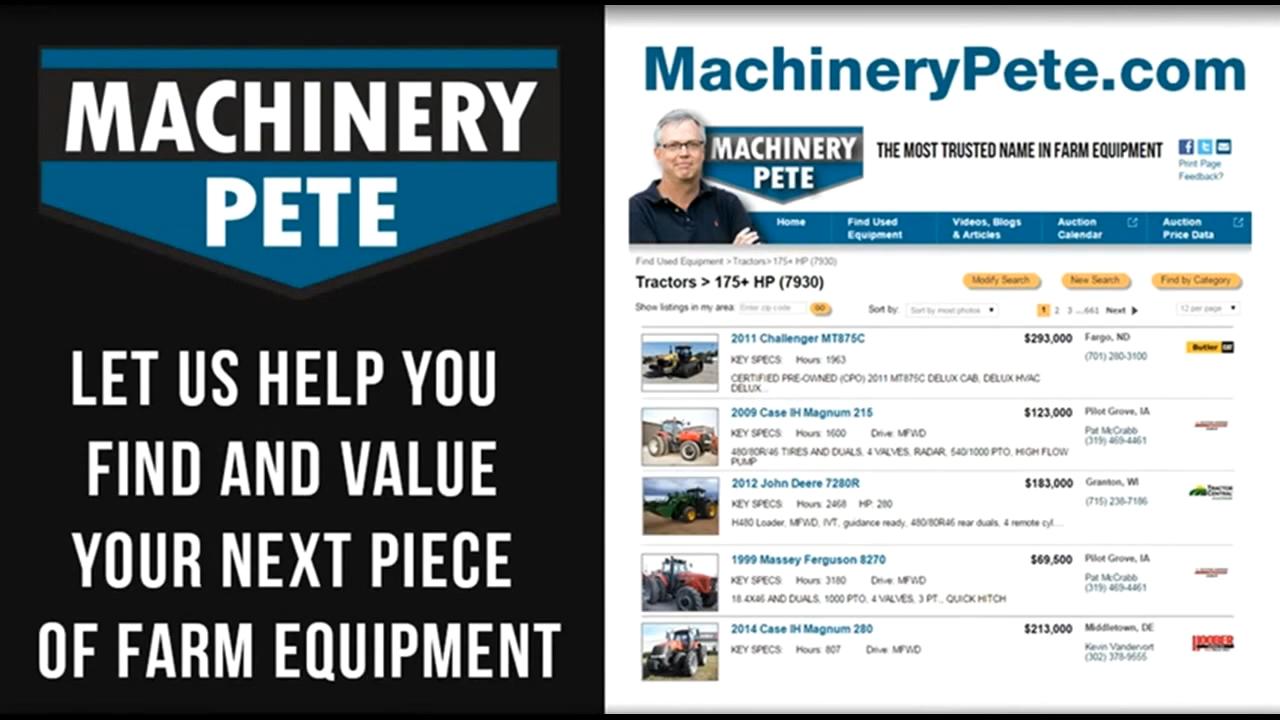 MACHINERY
PETE
LET US HELP YOU
FIND AND VALUE
YOUR NEXT PIECE
OF FARM EQUIPMENT
MachineryPete.com
MACHINERY
PETE
THE MOST TRUSTED NAME IN FARM EQUIPMENT
Print Page
Feedback?
Home
Find Used
Equipment
Videos, Blogs
& Articles
Auction
Calendar
Auction
Price Data
Find Used Equipment > Tractors> 175+ HP (7930)
Tractors > 175+ HP (7930)
Modify Search
New Search
Find by Category
Show listings in my area: Enter zip code GO
Sort by: Sort by most photos
1 2 3 ...661 Next
12 per page
2011 Challenger MT875C $293,000 Fargo, ND
KEY SPECS: Hours: 1963 (701) 280-3100
CERTIFIED PRE-OWNED (CPO) 2011 MT875C DELUX CAB, DELUX HVAC
DELUX...
Butler CAT
2009 Case IH Magnum 215 $123,000 Pilot Grove, IA
KEY SPECS: Hours: 1600 Drive: MFWD Pat McCrabb
(319) 469-4461
480/80R/46 TIRES AND DUALS, 4 VALVES, RADAR, 540/1000 PTO, HIGH FLOW
PUMP
2012 John Deere 7280R $183,000 Granton, WI
KEY SPECS: Hours: 2468 HP: 280 (715) 238-7186
H480 Loader, MFWD, IVT, guidance ready, 480/80R46 rear duals, 4 remote cyl....
TRACTOR
CENTRAL
1999 Massey Ferguson 8270 $69,500 Pilot Grove, IA
KEY SPECS: Hours: 3180 Drive: MFWD Pat McCrabb
(319) 469-4461
18.4X46 AND DUALS, 1000 PTO, 4 VALVES, 3 PT., QUICK HITCH
2014 Case IH Magnum 280 $213,000 Middletown, DE
KEY SPECS: Hours: 807 Drive: MFWD Kevin Vandervort
(302) 378-9555
HOOBER